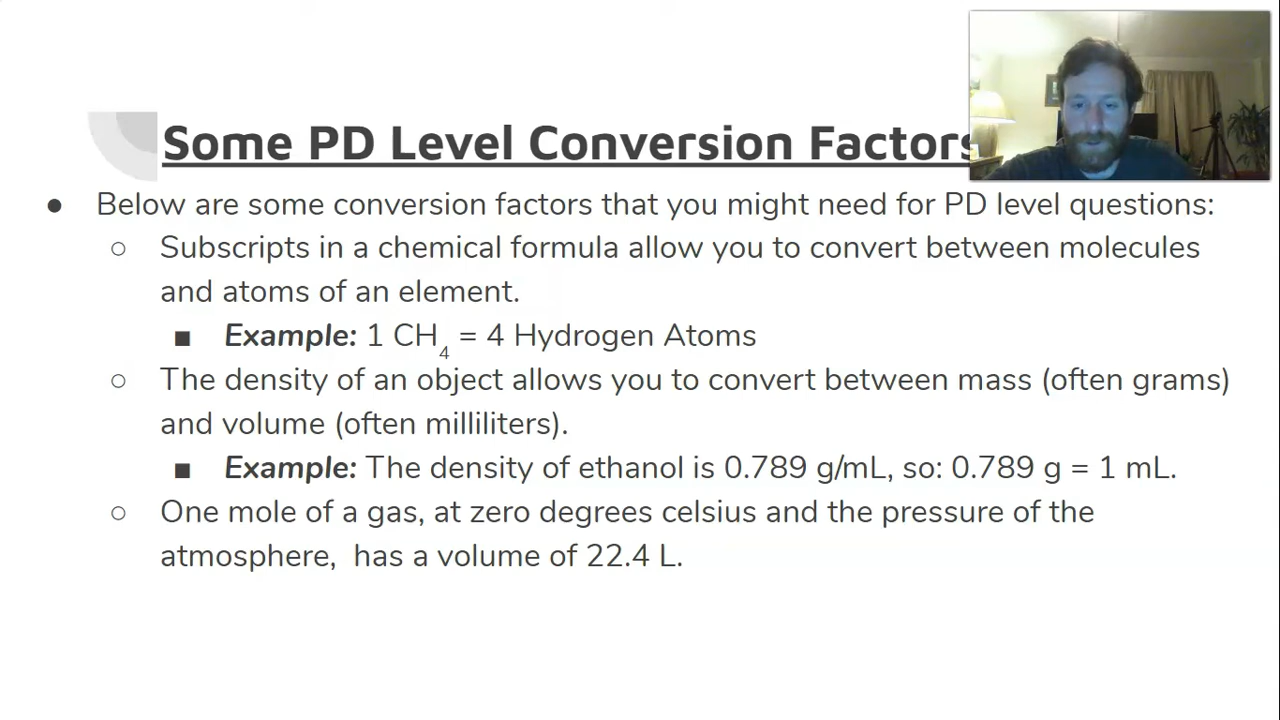 Some PD Level Conversion Factors
● Below are some conversion factors that you might need for PD level questions:
○ Subscripts in a chemical formula allow you to convert between molecules
and atoms of an element.
■ Example: 1 CH₄ = 4 Hydrogen Atoms
○ The density of an object allows you to convert between mass (often grams)
and volume (often milliliters).
■ Example: The density of ethanol is 0.789 g/mL, so: 0.789 g = 1 mL.
○ One mole of a gas, at zero degrees celsius and the pressure of the
atmosphere,  has a volume of 22.4 L.